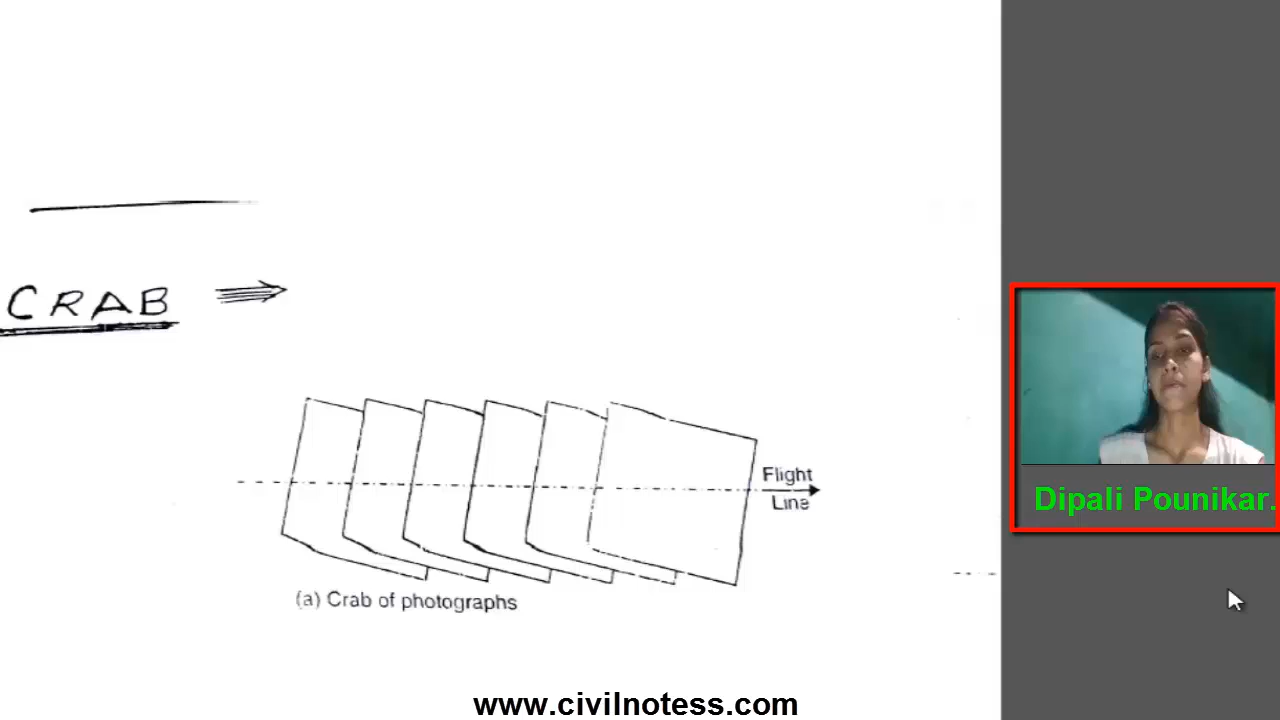 CRAB
Flight
Line
(a) Crab of photographs
Dipali Pounikar.
www.civilnotess.com